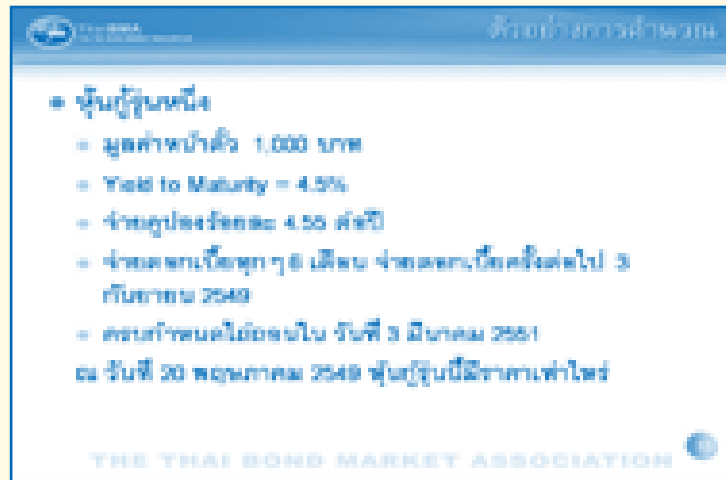 ตัวอย่างการคำนวณ
หุ้นกู้รุ่นหนึ่ง
มูลค่าหน้าตั๋ว 1,000 บาท
Yield to Maturity = 4.5%
จ่ายคูปองร้อยละ 4.55 ต่อปี
จ่ายดอกเบี้ยทุกๆ 6 เดือน จ่ายดอกเบี้ยครั้งต่อไป 3
กันยายน 2549
ครบกำหนดไถ่ถอนใน วันที่ 3 มีนาคม 2551
ณ วันที่ 20 พฤษภาคม 2549 หุ้นกู้รุ่นนี้มีราคาเท่าไหร่
THE THAI BOND MARKET ASSOCIATION